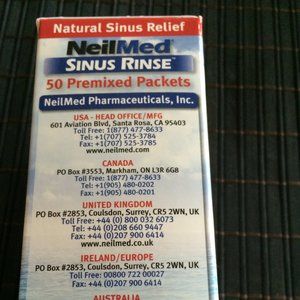 Natural Sinus Relief
NeilMed
SINUS RINSE™
50 Premixed Packets
NeilMed Pharmaceuticals, Inc.
USA - HEAD OFFICE/MFG
601 Aviation Blvd, Santa Rosa, CA 95403
Toll Free: 1(877) 477-8633
Tel: +1(707) 525-3784
Fax: +1(707) 525-3785
www.neilmed.com
CANADA
PO Box #3553, Markham, ON L3R 6G8
Toll Free: 1(877) 477-8633
Tel: +1(905) 480-0202
Fax: +1(905) 480-0201
UNITED KINGDOM
PO Box #2853, Coulsdon, Surrey, CR5 2WN, UK
Toll Free: +44 (0) 800 032 6073
Tel: +44 (0)208 660 9447
Fax: +44 (0)207 900 6414
www.neilmed.co.uk
IRELAND/EUROPE
PO Box #2853, Coulsdon, Surrey, CR5 2WN, UK
Toll Free: 00800 722 00027
Fax: +44 (0)207 900 6414
AUSTRALIA